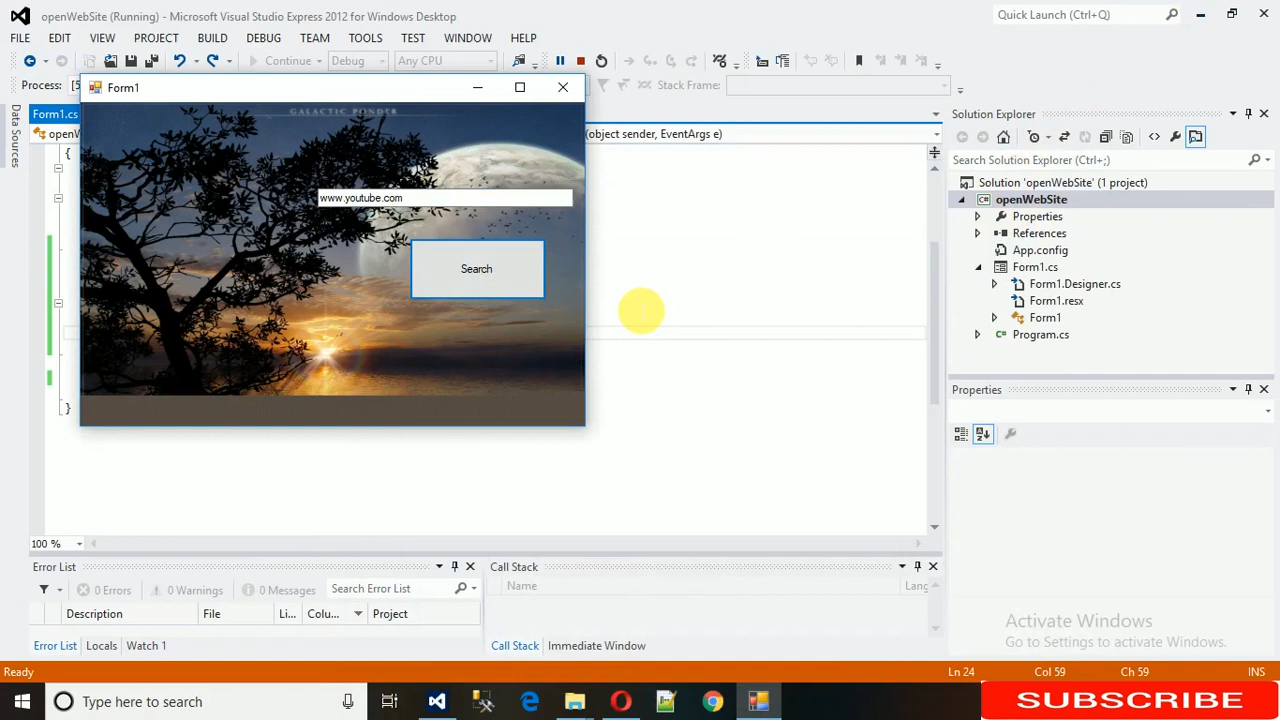 openWebSite (Running) - Microsoft Visual Studio Express 2012 for Windows Desktop
Quick Launch (Ctrl+Q)
FILE EDIT VIEW PROJECT BUILD DEBUG TEAM TOOLS TEST WINDOW HELP
Continue Debug Any CPU
Process: [5
Stack Frame:
Form1
Form1.cs
Data Sources
openW
(object sender, EventArgs e)
{
GALACTIC PONDER
www.youtube.com
Search
}
Solution Explorer
Search Solution Explorer (Ctrl+;)
Solution 'openWebSite' (1 project)
openWebSite
Properties
References
App.config
Form1.cs
Form1.Designer.cs
Form1.resx
Form1
Program.cs
Properties
100 %
Error List
0 Errors 0 Warnings 0 Messages Search Error List
Description File Li... Colu... Project
Error List Locals Watch 1
Call Stack
Name Lang
Call Stack Immediate Window
Activate Windows
Go to Settings to activate Windows.
Ready Ln 24 Col 59 Ch 59 INS
Type here to search
SUBSCRIBE